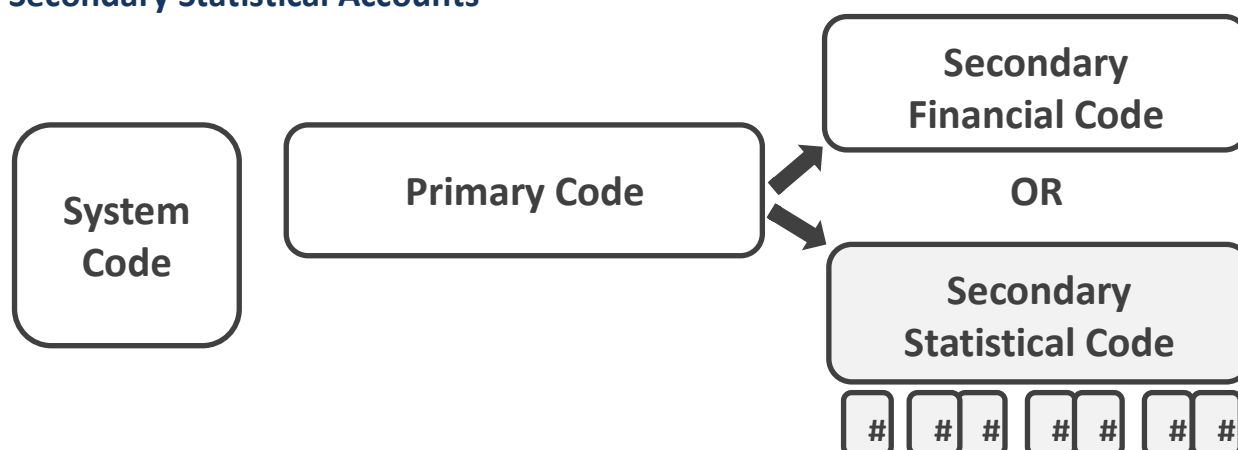 Secondary Statistical Accounts
Secondary
Financial Code
System
Code
Primary Code
OR
Secondary
Statistical Code
# # # # # # #